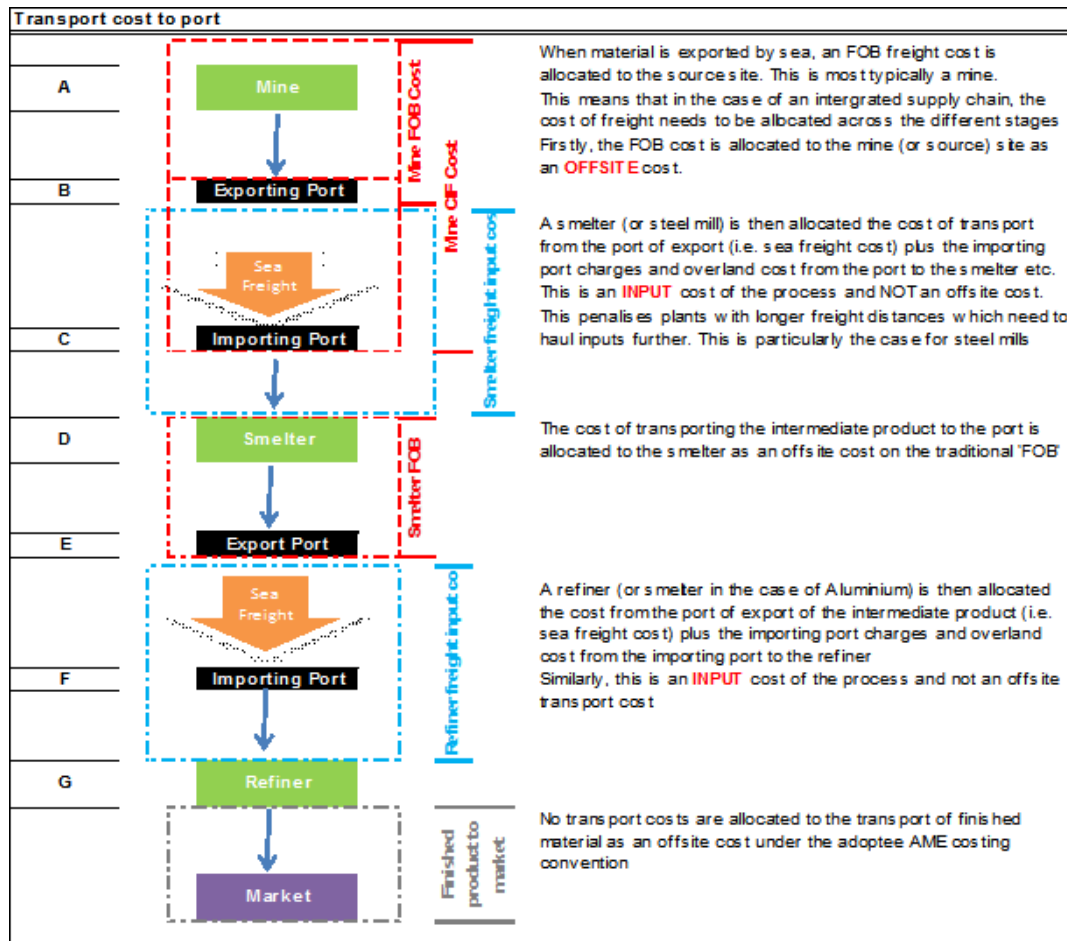 Transport cost to port
When material is exported by sea, an FOB freight cost is
allocated to the source site. This is most typically a mine.
This means that in the case of an intergrated supply chain, the
cost of freight needs to be allocated across the different stages
Firstly, the FOB cost is allocated to the mine (or source) site as
an OFFSITE cost.
A
Mine
Mine FOB Cost
B
Exporting Port
Mine CIF Cost
A smelter (or steel mill) is then allocated the cost of transport
from the port of export (i.e. sea freight cost) plus the importing
port charges and overland cost from the port to the smelter etc.
This is an INPUT cost of the process and NOT an offsite cost.
This penalises plants with longer freight distances which need to
haul inputs further. This is particularly the case for steel mills
Sea
Freight
Smelter freight input cos
C
Importing Port
D
Smelter
Smelter FOB
The cost of transporting the intermediate product to the port is
allocated to the smelter as an offsite cost on the traditional 'FOB'
E
Export Port
Sea
Freight
Refiner freight input co
A refiner (or smelter in the case of Aluminium) is then allocated
the cost from the port of export of the intermediate product (i.e.
sea freight cost) plus the importing port charges and overland
cost from the importing port to the refiner
Similarly, this is an INPUT cost of the process and not an offsite
transport cost
F
Importing Port
G
Refiner
No transport costs are allocated to the transport of finished
material as an offsite cost under the adoptee AME costing
convention
Finished
product to
market
Market